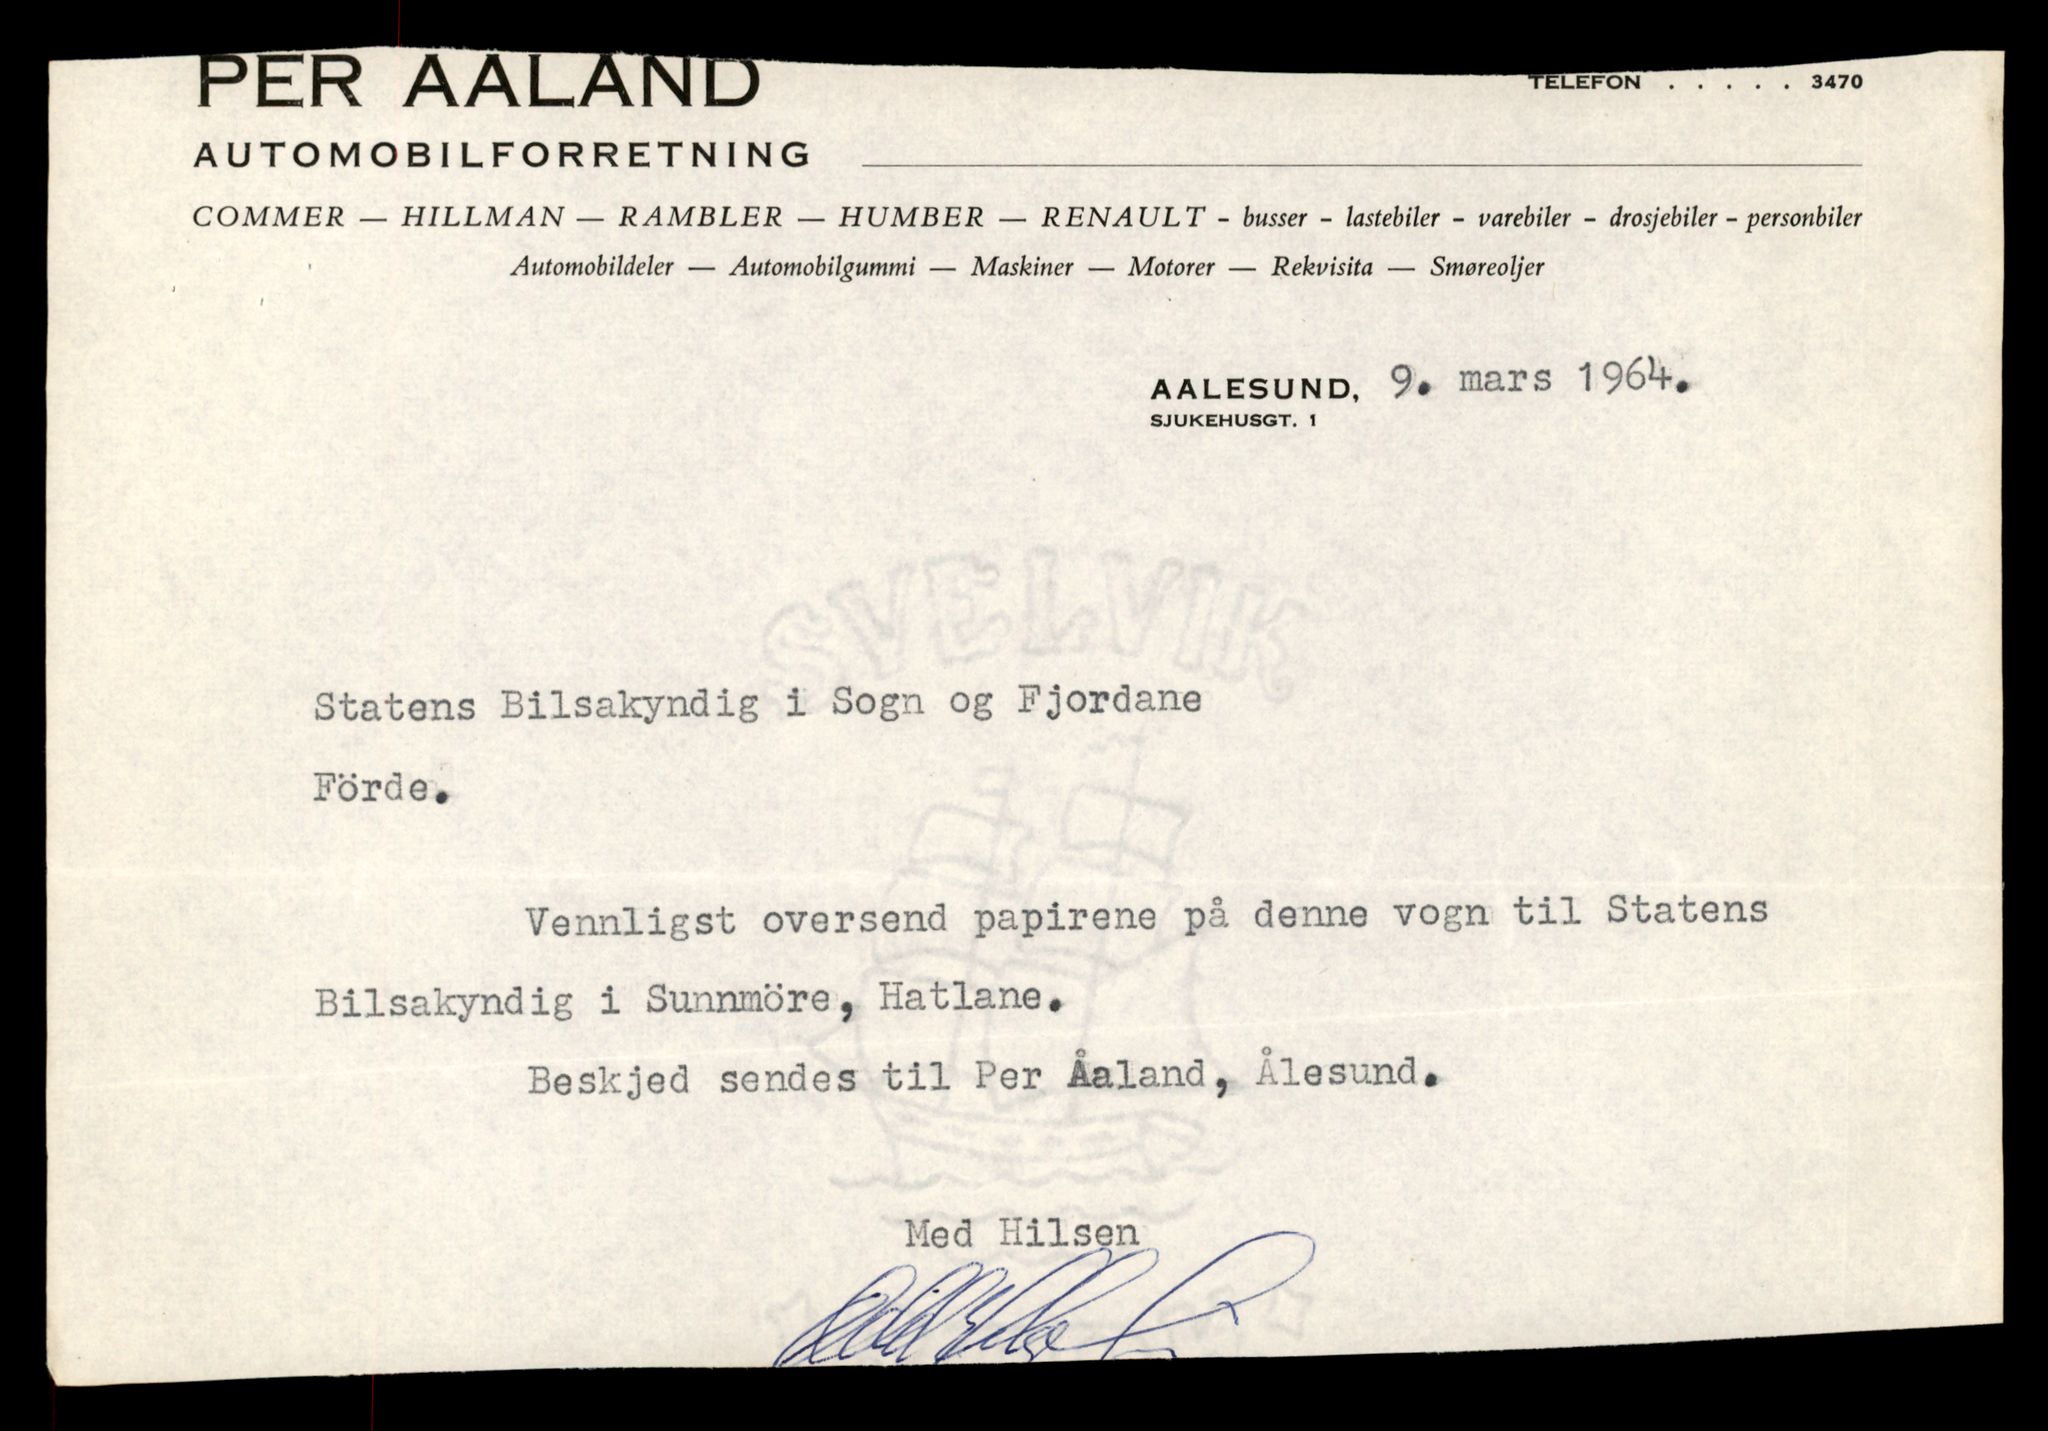 PER AALAND
TELEFON . . . . . 3470
AUTOMOBILFORRETNING
COMMER — HILLMAN — RAMBLER — HUMBER — RENAULT - busser - lastebiler - varebiler - drosjebiler - personbiler
Automobildeler — Automobilgummi — Maskiner — Motorer — Rekvisita — Smøreoljer
AALESUND, 9. mars 1964.
SJUKEHUSGT. 1
SVELVIK
Statens Bilsakyndig i Sogn og Fjordane
Förde.
Vennligst oversend papirene på denne vogn til Statens
Bilsakyndig i Sunnmöre, Hatlane.
Beskjed sendes til Per Åaland, Ålesund.
Med Hilsen